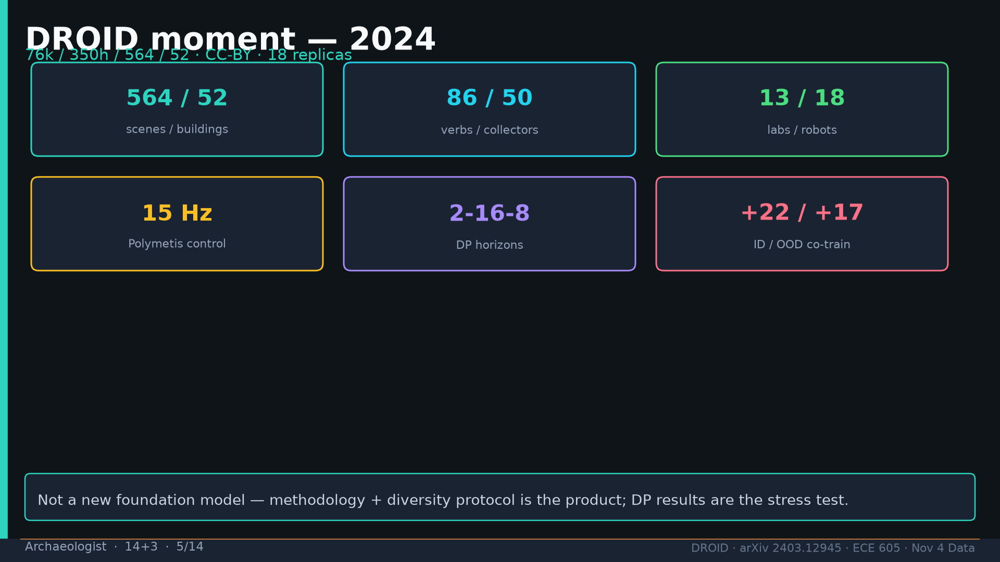 DROID moment — 2024
76k / 350h / 564 / 52 · CC-BY · 18 replicas
564 / 52
scenes / buildings
86 / 50
verbs / collectors
13 / 18
labs / robots
15 Hz
Polymetis control
2-16-8
DP horizons
+22 / +17
ID / OOD co-train
Not a new foundation model — methodology + diversity protocol is the product; DP results are the stress test.
Archaeologist · 14+3 · 5/14
DROID · arXiv 2403.12945 · ECE 605 · Nov 4 Data